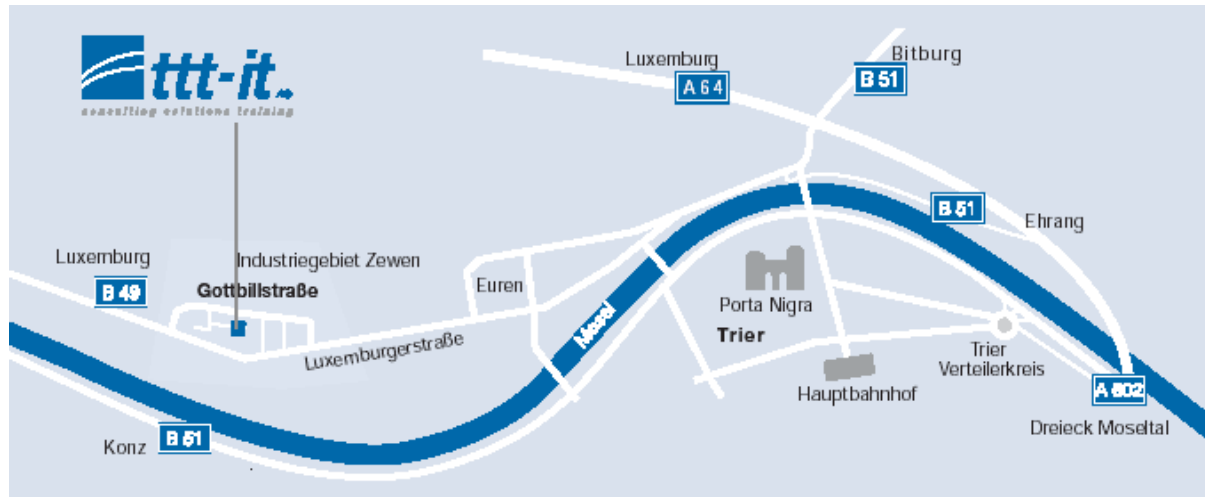 ttt-it
consulting solutions training
Luxemburg
A 64
Bitburg
B 51
B 51
Ehrang
Luxemburg
B 49
Industriegebiet Zewen
Gottbillstraße
Euren
Luxemburgerstraße
Mosel
Porta Nigra
Trier
Hauptbahnhof
Trier
Verteilerkreis
A 602
Dreieck Moseltal
Konz
B 51